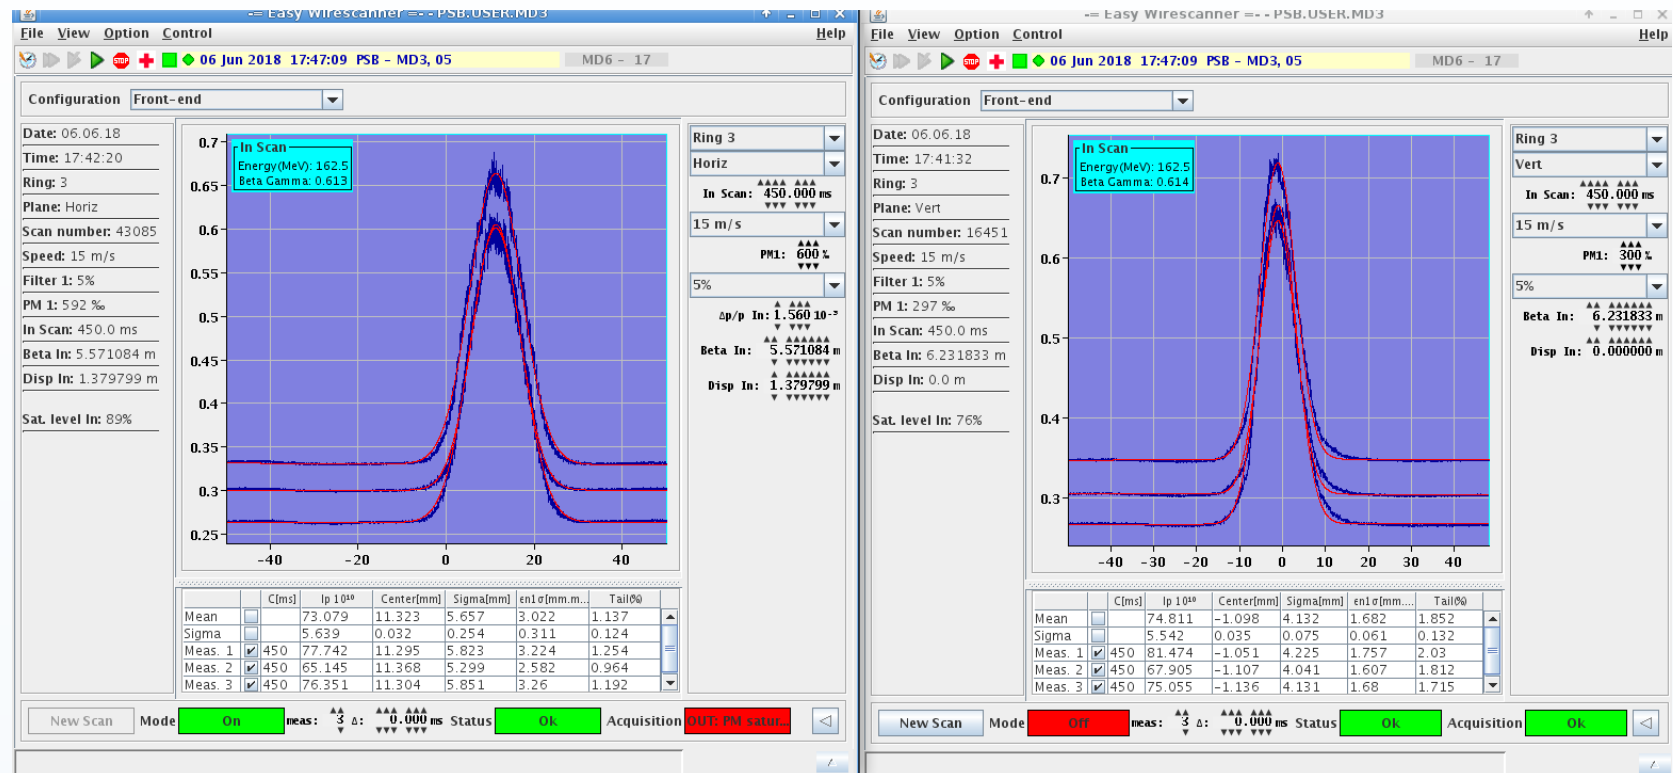 -= Easy Wirescanner =- - PSB.USER.MD3
File View Option Control Help
06 Jun 2018 17:47:09 PSB - MD3, 05 MD6 - 17
Configuration Front-end
Date: 06.06.18
Time: 17:42:20
Ring: 3
Plane: Horiz
Scan number: 43085
Speed: 15 m/s
Filter 1: 5%
PM 1: 592 ‰
In Scan: 450.0 ms
Beta In: 5.571084 m
Disp In: 1.379799 m
Sat. level In: 89%
In Scan
Energy(MeV): 162.5
Beta Gamma: 0.613
0.7
0.65
0.6
0.55
0.5
0.45
0.4
0.35
0.3
0.25
-40 -20 0 20 40
Ring 3
Horiz
In Scan: 450.000 ms
15 m/s
PM1: 600 ‰
5%
Δp/p In: 1.560 10⁻³
Beta In: 5.571084 m
Disp In: 1.379799 m
C[ms] Ip 10¹⁰ Center[mm] Sigma[mm] εn1σ[mm.m... Tail(%)
Mean 73.079 11.323 5.657 3.022 1.137
Sigma 5.639 0.032 0.254 0.311 0.124
Meas. 1 450 77.742 11.295 5.823 3.224 1.254
Meas. 2 450 65.145 11.368 5.299 2.582 0.964
Meas. 3 450 76.351 11.304 5.851 3.26 1.192
New Scan Mode On meas: 3 Δ: 0.000 ms Status Ok Acquisition OUT: PM satur...
-= Easy Wirescanner =- - PSB.USER.MD3
File View Option Control Help
06 Jun 2018 17:47:09 PSB - MD3, 05 MD6 - 17
Configuration Front-end
Date: 06.06.18
Time: 17:41:32
Ring: 3
Plane: Vert
Scan number: 16451
Speed: 15 m/s
Filter 1: 5%
PM 1: 297 ‰
In Scan: 450.0 ms
Beta In: 6.231833 m
Disp In: 0.0 m
Sat. level In: 76%
In Scan
Energy(MeV): 162.5
Beta Gamma: 0.614
0.7
0.6
0.5
0.4
0.3
-40 -30 -20 -10 0 10 20 30 40
Ring 3
Vert
In Scan: 450.000 ms
15 m/s
PM1: 300 ‰
5%
Beta In: 6.231833 m
Disp In: 0.000000 m
C[ms] Ip 10¹⁰ Center[mm] Sigma[mm] εn1σ[mm.... Tail(%)
Mean 74.811 -1.098 4.132 1.682 1.852
Sigma 5.542 0.035 0.075 0.061 0.132
Meas. 1 450 81.474 -1.051 4.225 1.757 2.03
Meas. 2 450 67.905 -1.107 4.041 1.607 1.812
Meas. 3 450 75.055 -1.136 4.131 1.68 1.715
New Scan Mode Off meas: 3 Δ: 0.000 ms Status Ok Acquisition Ok